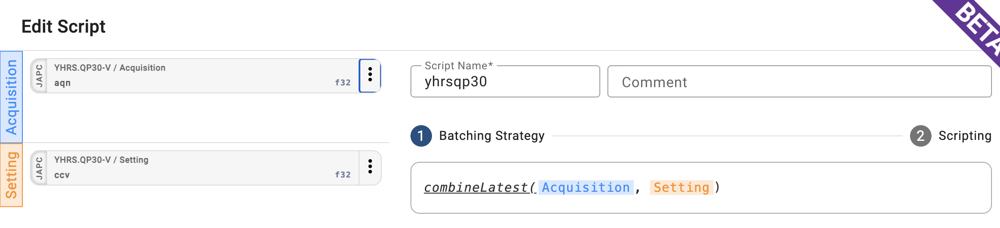 Edit Script
BETA
Acquisition
JAPC
YHRS.QP30-V / Acquisition
aqn
f32
Setting
JAPC
YHRS.QP30-V / Setting
ccv
f32
Script Name*
yhrsqp30
Comment
1 Batching Strategy
2 Scripting
combineLatest( Acquisition, Setting)